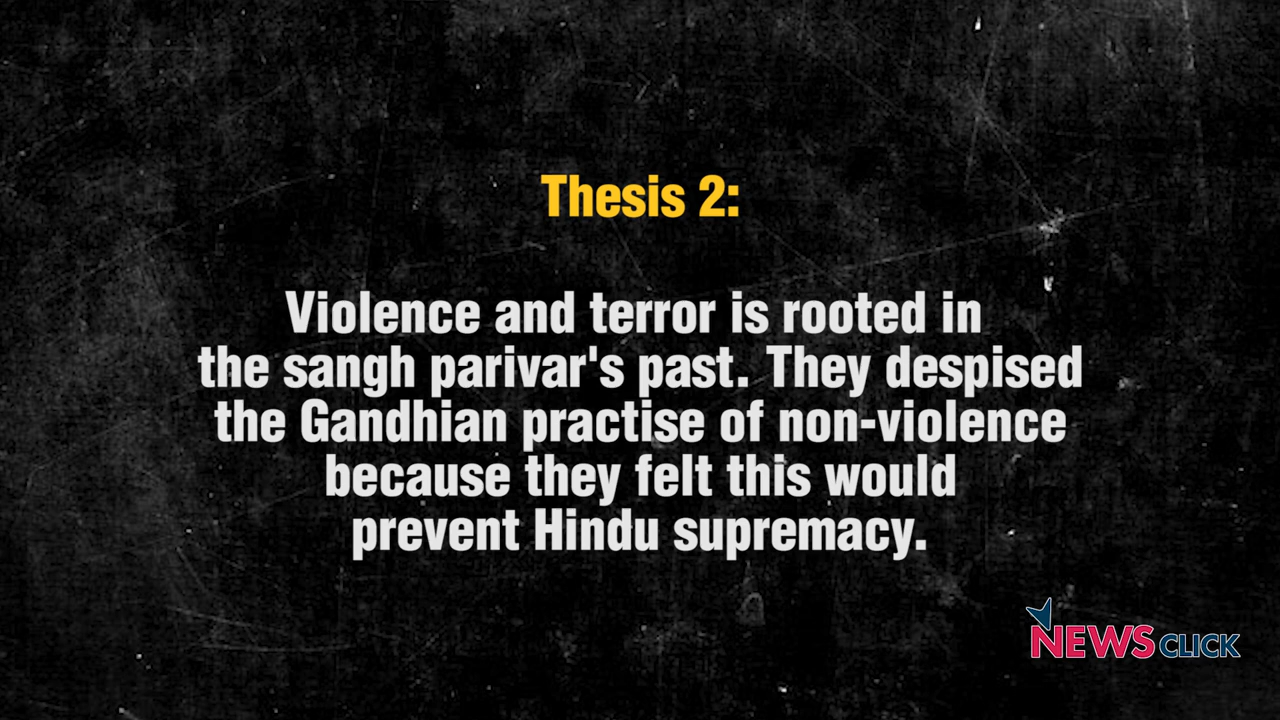 Thesis 2:
Violence and terror is rooted in
the sangh parivar's past. They despised
the Gandhian practise of non-violence
because they felt this would
prevent Hindu supremacy.
NEWSCLICK